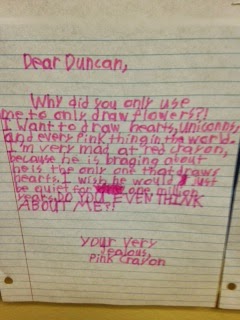 Dear Duncan,
Why did you only use
me to only draw flowers?!
I want to draw hearts, unicorns,
and every pink thing in the world.
I'm very mad at red crayon,
because he is braging about
he is the only one that draws
hearts. I wish he would just
be quiet for one million
years. DO YOU EVEN THINK
ABOUT ME?!
Your very
Jealous,
Pink Crayon